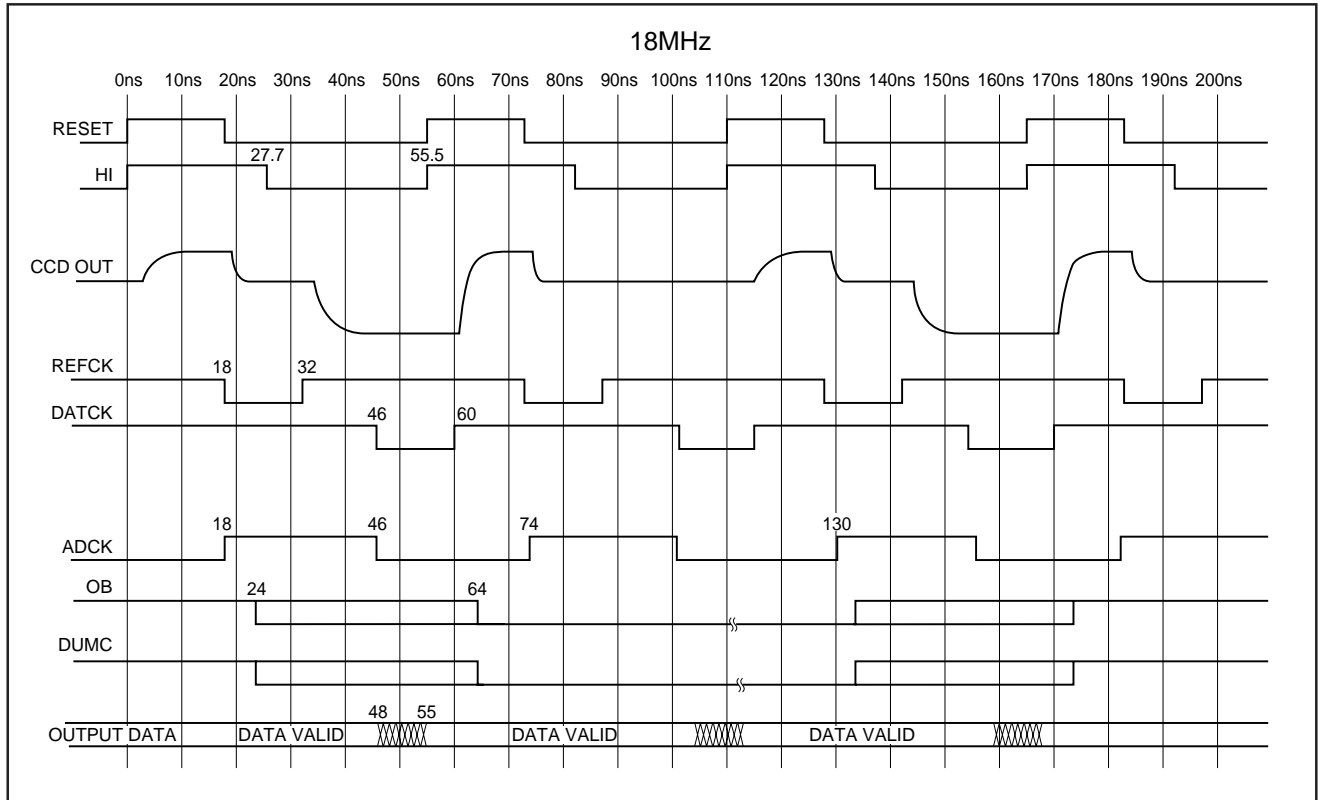 18MHz
0ns 10ns 20ns 30ns 40ns 50ns 60ns 70ns 80ns 90ns 100ns 110ns 120ns 130ns 140ns 150ns 160ns 170ns 180ns 190ns 200ns
RESET
27.7 55.5
HI
CCD OUT
REFCK 18 32
DATCK 46 60
18 46 74 130
ADCK
OB 24 64
DUMC
48 55
OUTPUT DATA DATA VALID DATA VALID DATA VALID